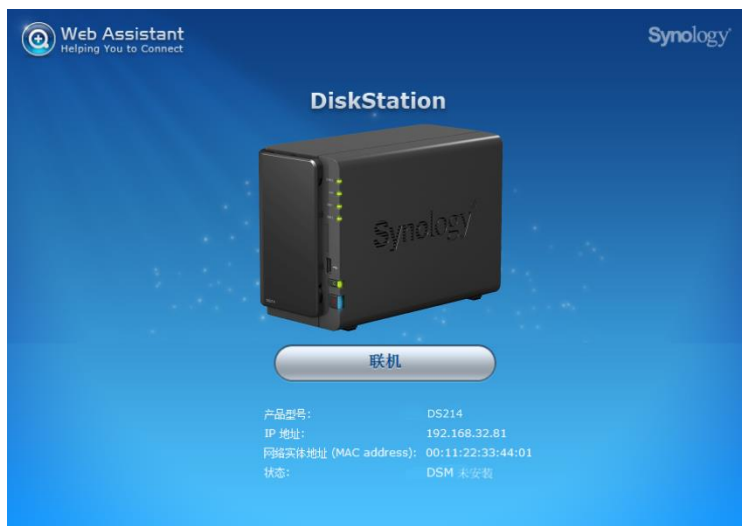 Web Assistant
Helping You to Connect
Synology
DiskStation
Synology
联机
产品型号: DS214
IP 地址: 192.168.32.81
网络实体地址 (MAC address): 00:11:22:33:44:01
状态: DSM 未安装